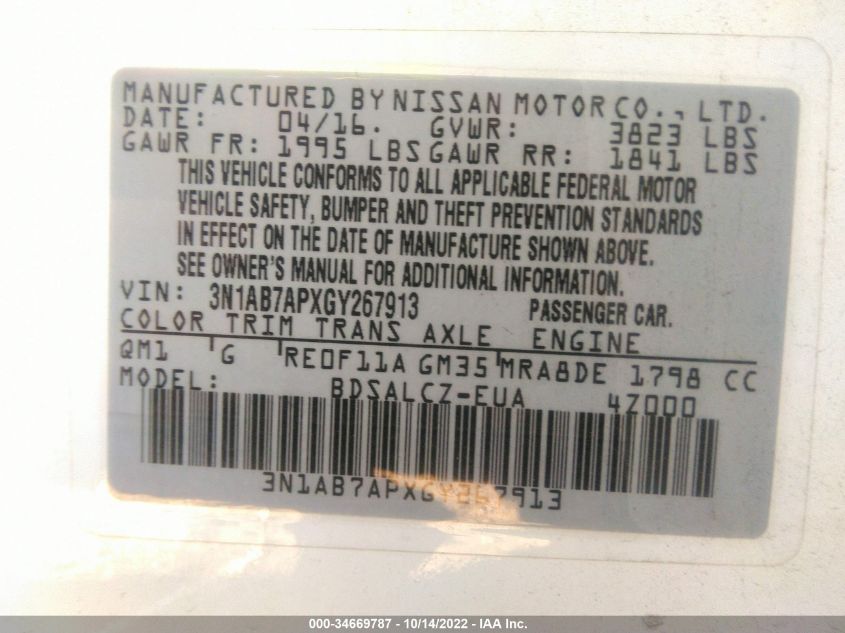 MANUFACTURED BY NISSAN MOTOR CO., LTD.
DATE: 04/16. GVWR: 3823 LBS
GAWR FR: 1995 LBS GAWR RR: 1841 LBS
THIS VEHICLE CONFORMS TO ALL APPLICABLE FEDERAL MOTOR
VEHICLE SAFETY, BUMPER AND THEFT PREVENTION STANDARDS
IN EFFECT ON THE DATE OF MANUFACTURE SHOWN ABOVE.
SEE OWNER'S MANUAL FOR ADDITIONAL INFORMATION.
VIN: 3N1AB7APXGY267913 PASSENGER CAR.
COLOR TRIM TRANS AXLE ENGINE
QM1 G RE0F11A GM35 MRA8DE 1798 CC
MODEL: BDSALCZ-EUA 4Z000
3N1AB7APXGY267913
000-34669787 - 10/14/2022 - IAA Inc.